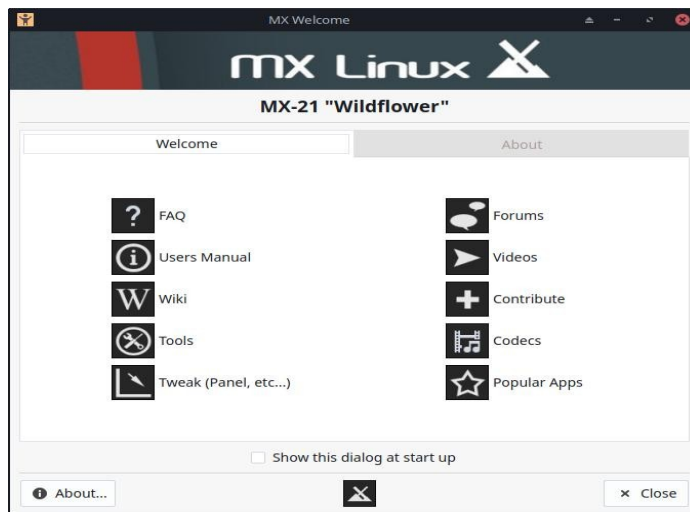 MX Welcome
MX Linux
MX-21 "Wildflower"
Welcome About
? FAQ Forums
i Users Manual Videos
W Wiki Contribute
Tools Codecs
Tweak (Panel, etc...) Popular Apps
Show this dialog at start up
About... Close